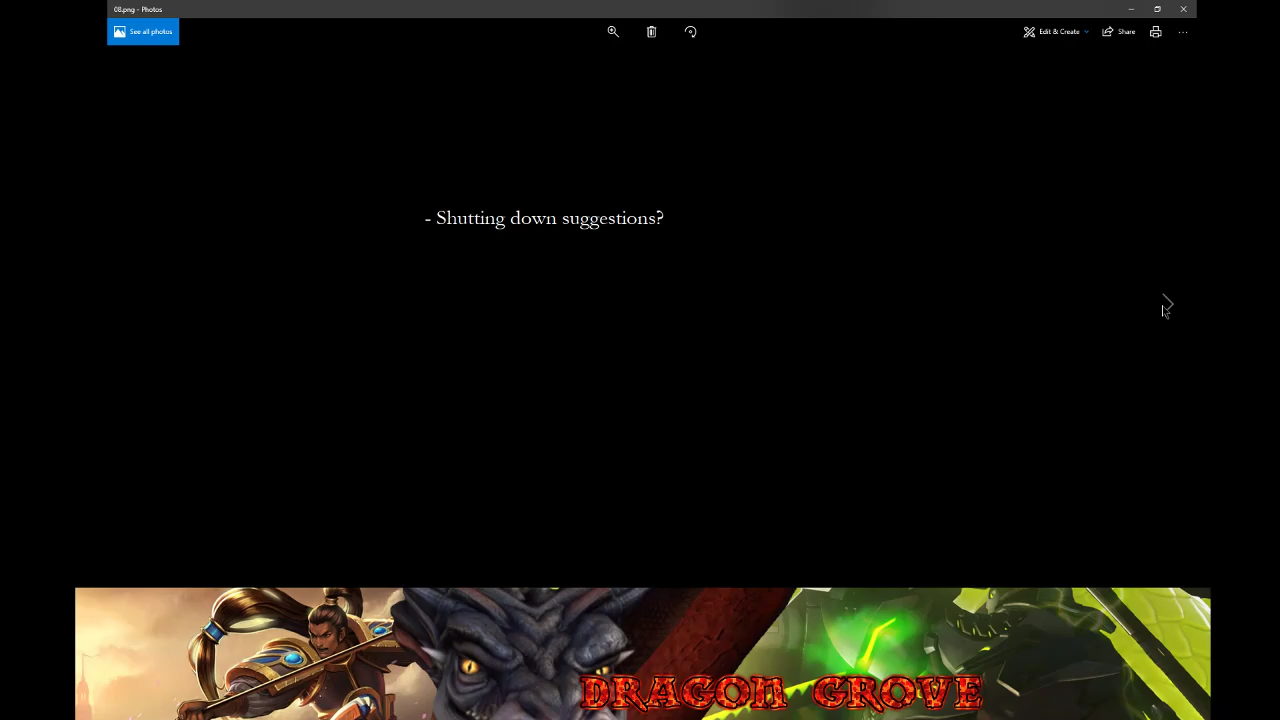 08.png - Photos
See all photos
Edit & Create
Share
- Shutting down suggestions?
DRAGON GROVE